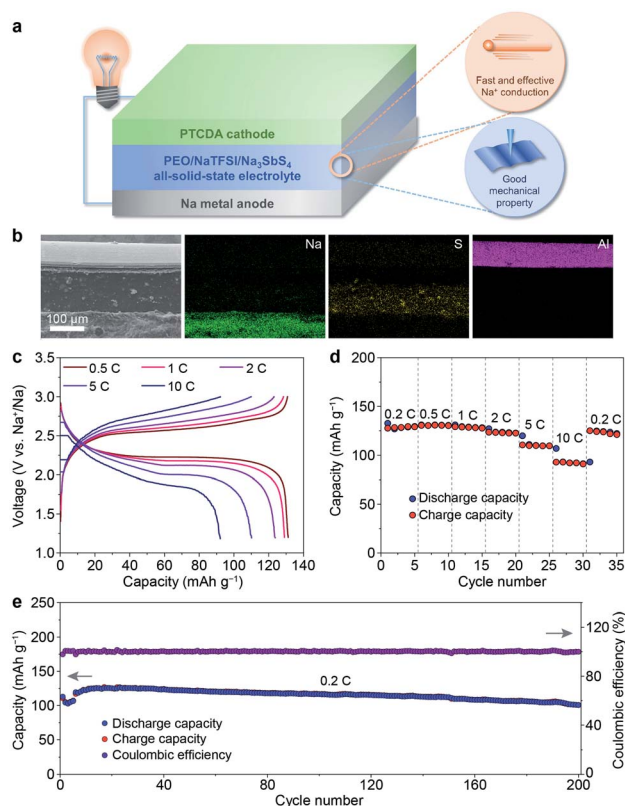 a
PTCDA cathode
PEO/NaTFSI/Na₃SbS₄
all-solid-state electrolyte
Na metal anode
Fast and effective
Na⁺ conduction
Good
mechanical
property
b
100 µm
Na
S
Al
c
0.5 C
1 C
2 C
5 C
10 C
3.5
3.0
2.5
2.0
1.5
1.0
Voltage (V vs. Na⁺/Na)
0 20 40 60 80 100 120 140
Capacity (mAh g⁻¹)
d
200
150
100
50
0
Capacity (mAh g⁻¹)
0.2 C 0.5 C 1 C 2 C 5 C 10 C 0.2 C
Discharge capacity
Charge capacity
0 5 10 15 20 25 30 35
Cycle number
e
250
200
150
100
50
0
Capacity (mAh g⁻¹)
0.2 C
Discharge capacity
Charge capacity
Coulombic efficiency
120
90
60
30
0
Coulombic efficiency (%)
0 40 80 120 160 200
Cycle number